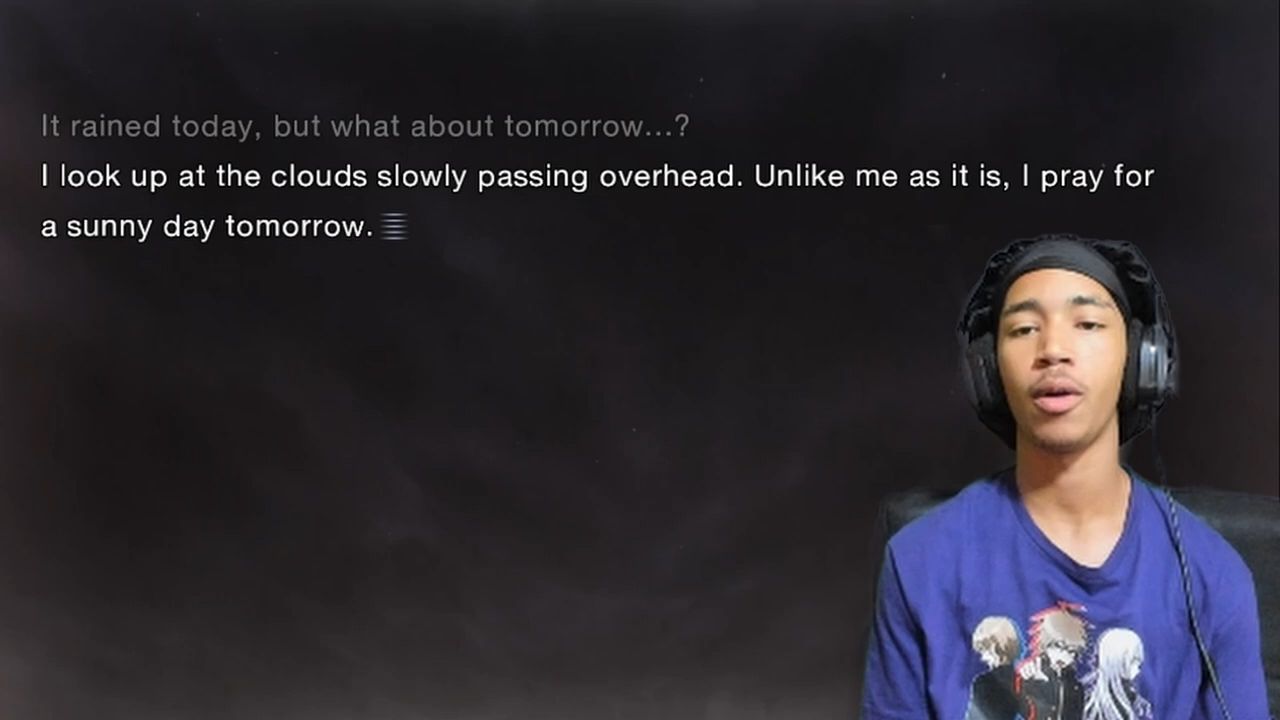 It rained today, but what about tomorrow...?
I look up at the clouds slowly passing overhead. Unlike me as it is, I pray for
a sunny day tomorrow.